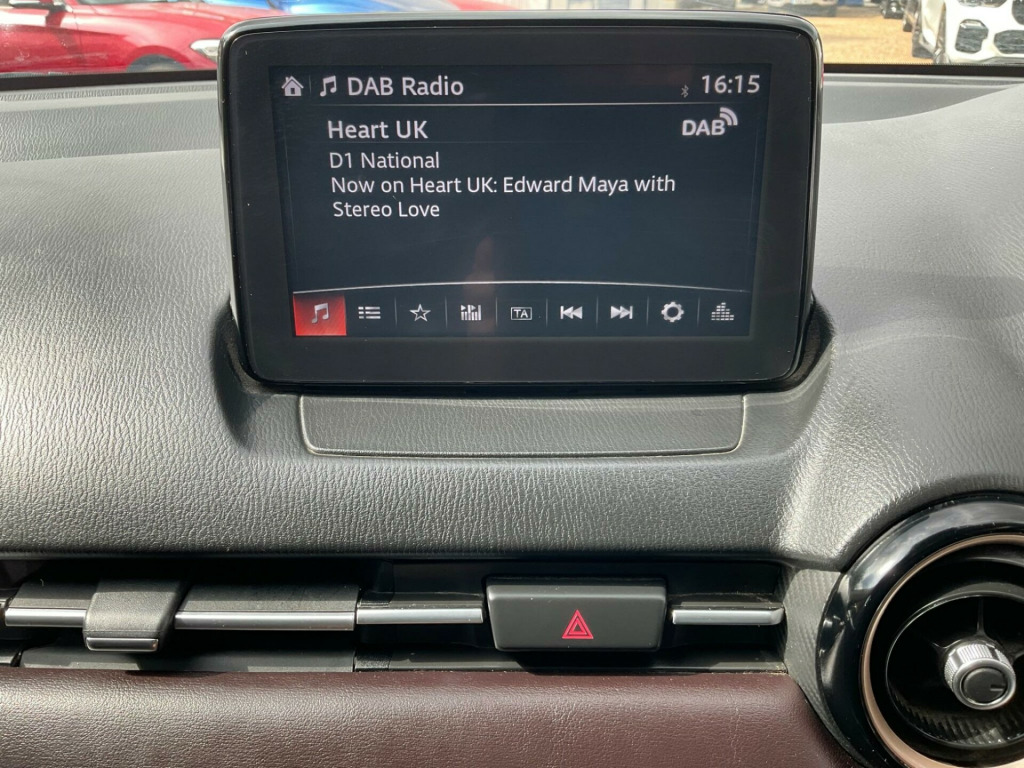 DAB Radio 16:15
Heart UK DAB
D1 National
Now on Heart UK: Edward Maya with
Stereo Love
TA